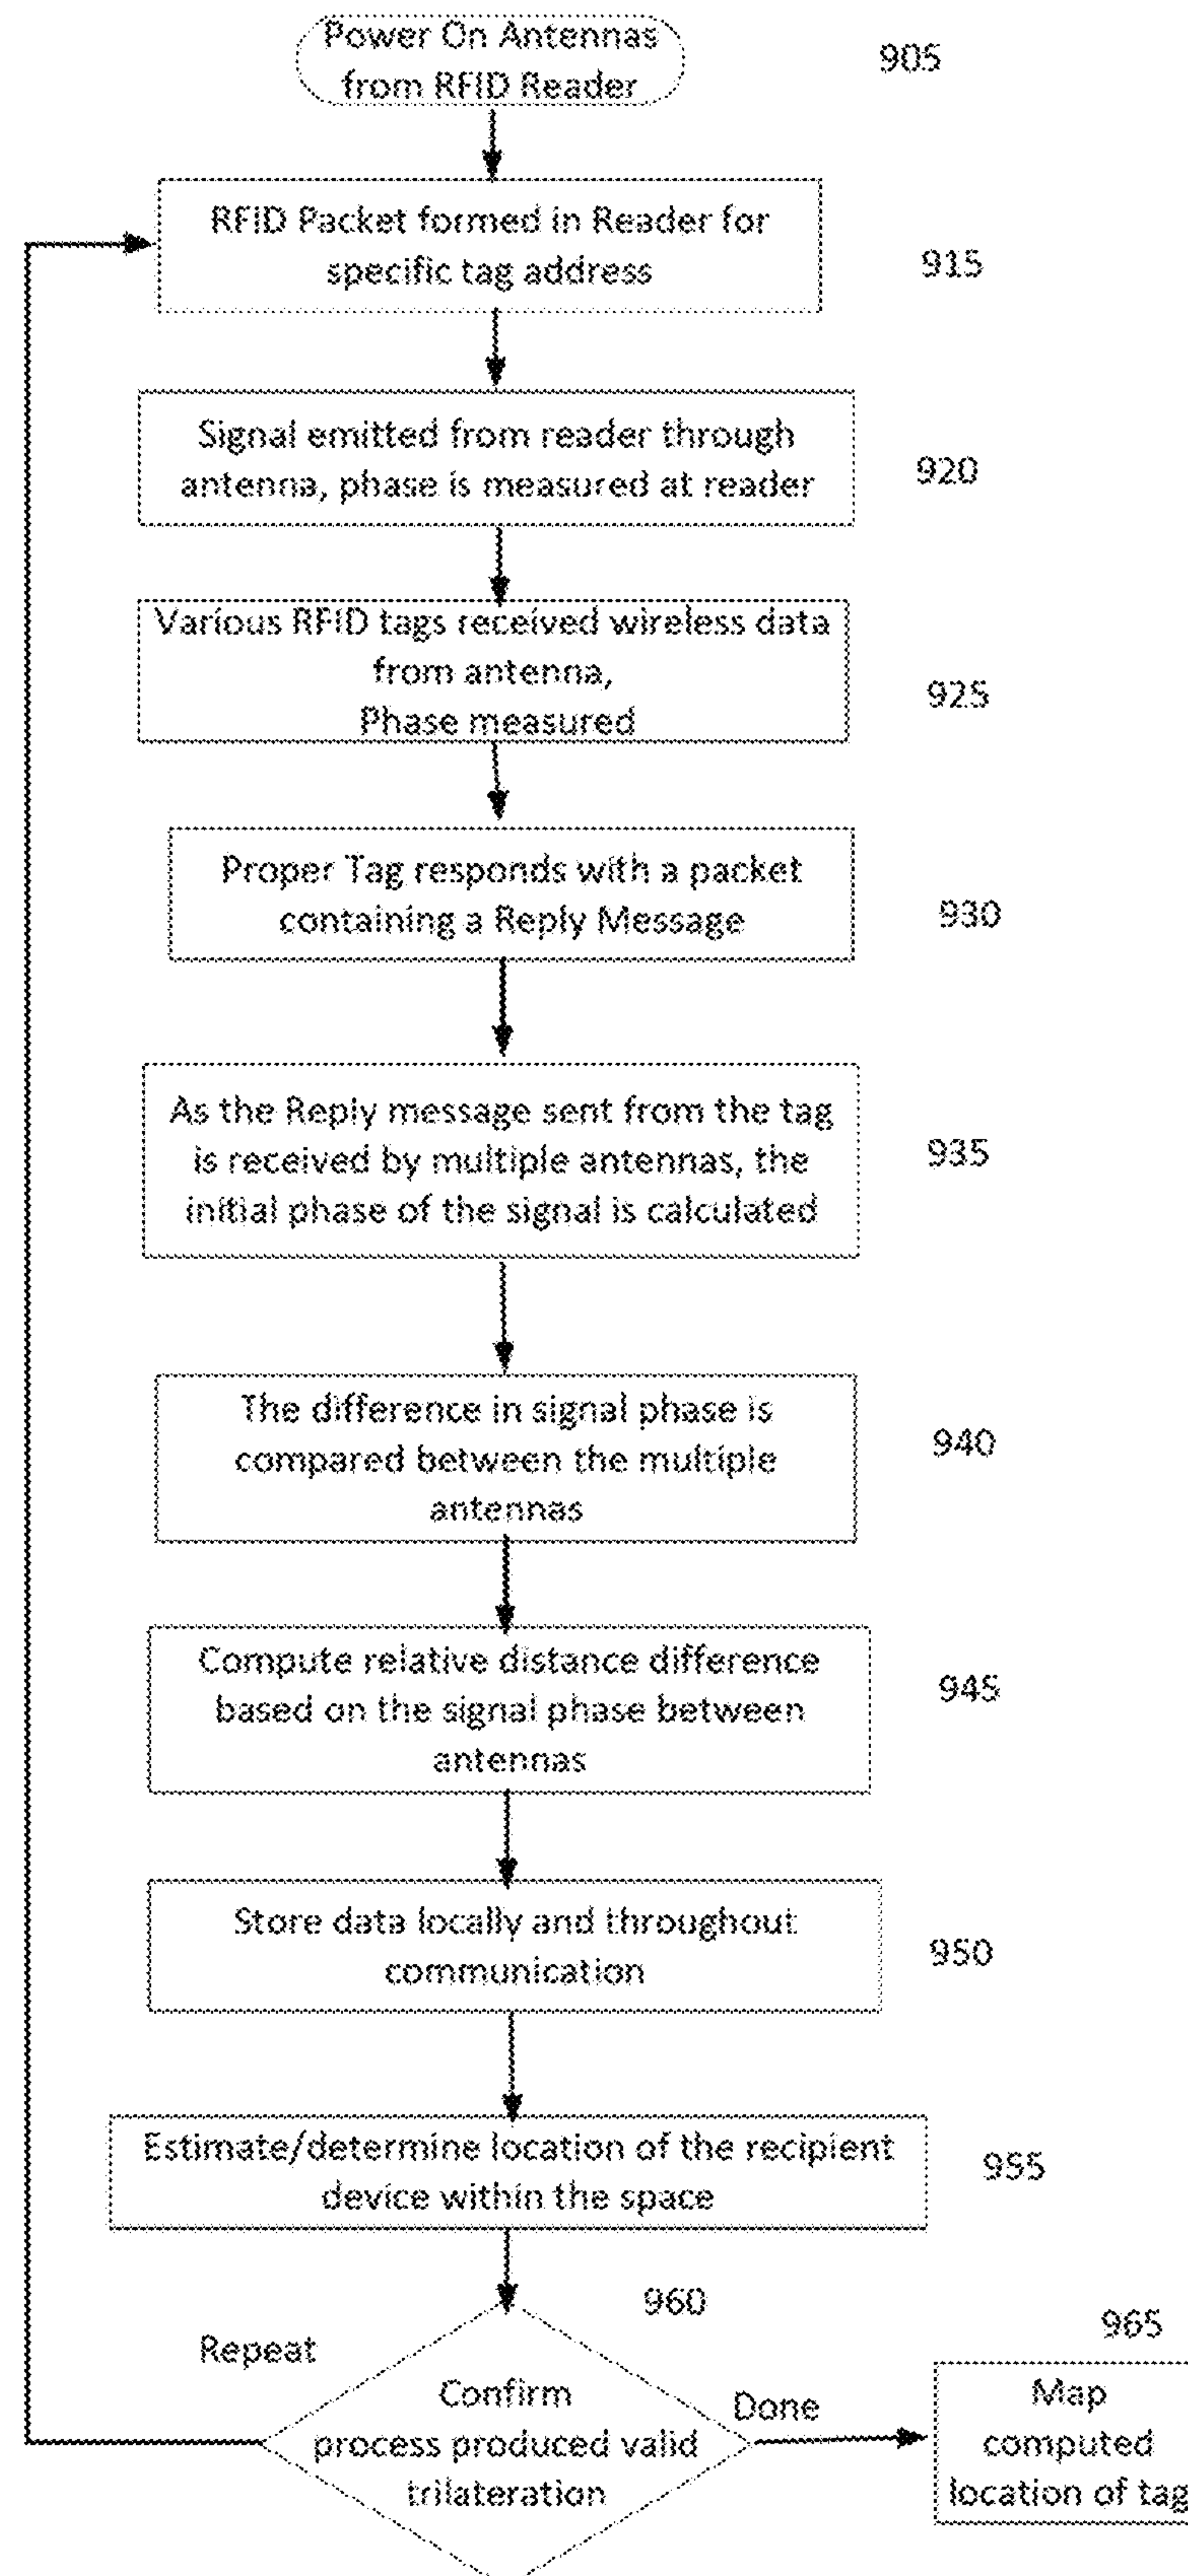 Power On Antennas
from RFID Reader
905
RFID Packet formed in Reader for
specific tag address
915
Signal emitted from reader through
antenna, phase is measured at reader
920
Various RFID tags received wireless data
from antenna,
Phase measured
925
Proper Tag responds with a packet
containing a Reply Message
930
As the Reply message sent from the tag
is received by multiple antennas, the
initial phase of the signal is calculated
935
The difference in signal phase is
compared between the multiple
antennas
940
Compute relative distance difference
based on the signal phase between
antennas
945
Store data locally and throughout
communication
950
Estimate/determine location of the recipient
device within the space
955
960
965
Repeat
Confirm
process produced valid
trilateration
Done
Map
computed
location of tag